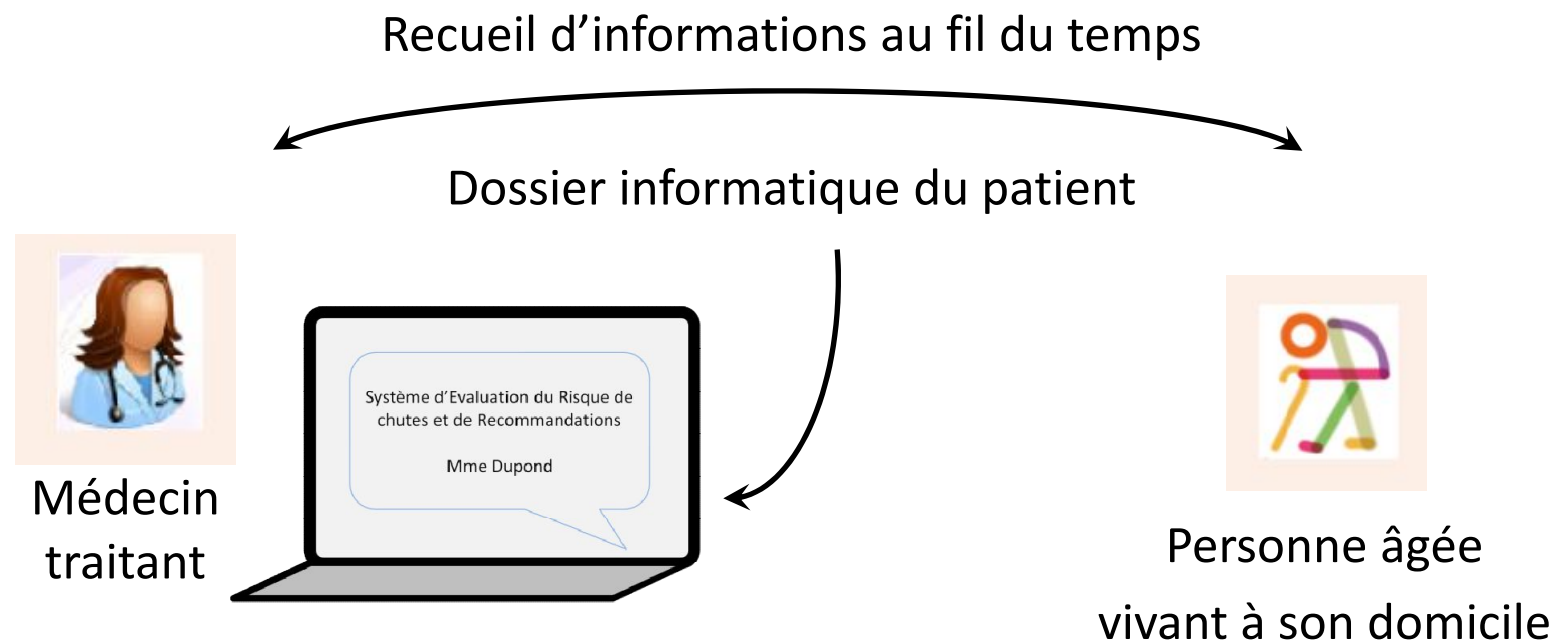 Recueil d’informations au fil du temps
Dossier informatique du patient
Système d’Evaluation du Risque de
chutes et de Recommandations
Mme Dupond
Médecin
traitant
Personne âgée
vivant à son domicile